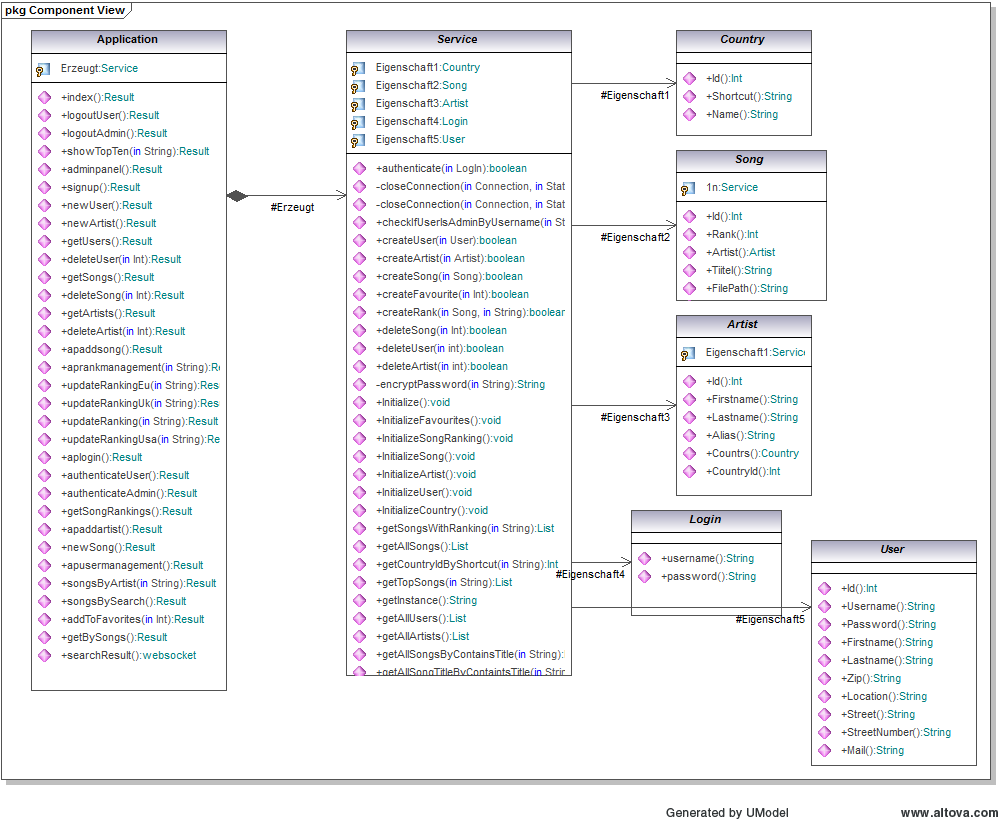 pkg Component View
Application
Erzeugt:Service
+index():Result
+logoutUser():Result
+logoutAdmin():Result
+showTopTen(in String):Result
+adminpanel():Result
+signup():Result
+newUser():Result
+newArtist():Result
+getUsers():Result
+deleteUser(in Int):Result
+getSongs():Result
+deleteSong(in Int):Result
+getArtists():Result
+deleteArtist(in Int):Result
+apaddsong():Result
+aprankmanagement(in String):R
+updateRankingEu(in String):Res
+updateRankingUk(in String):Res
+updateRanking(in String):Result
+updateRankingUsa(in String):Re
+aplogin():Result
+authenticateUser():Result
+authenticateAdmin():Result
+getSongRankings():Result
+apaddartist():Result
+newSong():Result
+apusermanagement():Result
+songsByArtist(in String):Result
+songsBySearch():Result
+addToFavorites(in Int):Result
+getBySongs():Result
+searchResult():websocket
#Erzeugt
Service
Eigenschaft1:Country
Eigenschaft2:Song
Eigenschaft3:Artist
Eigenschaft4:Login
Eigenschaft5:User
+authenticate(in LogIn):boolean
-closeConnection(in Connection, in Stat
-closeConnection(in Connection, in Stat
+checkIfUserIsAdminByUsername(in St
+createUser(in User):boolean
+createArtist(in Artist):boolean
+createSong(in Song):boolean
+createFavourite(in Int):boolean
+createRank(in Song, in String):boolear
+deleteSong(in Int):boolean
+deleteUser(in int):boolean
+deleteArtist(in int):boolean
-encryptPassword(in String):String
+Initialize():void
+InitializeFavourites():void
+InitializeSongRanking():void
+InitializeSong():void
+InitializeArtist():void
+InitializeUser():void
+InitializeCountry():void
+getSongsWithRanking(in String):List
+getAllSongs():List
+getCountryIdByShortcut(in String):Int
+getTopSongs(in String):List
+getInstance():String
+getAllUsers():List
+getAllArtists():List
+getAllSongsByContainsTitle(in String):
+getAllSongTitleByContaintsTitle(in Strir
#Eigenschaft1
#Eigenschaft2
#Eigenschaft3
#Eigenschaft4
#Eigenschaft5
Country
+Id():Int
+Shortcut():String
+Name():String
Song
1n:Service
+Id():Int
+Rank():Int
+Artist():Artist
+Tiitel():String
+FilePath():String
Artist
Eigenschaft1:Service
+Id():Int
+Firstname():String
+Lastname():String
+Alias():String
+Countrs():Country
+CountryId():Int
Login
+username():String
+password():String
User
+Id():Int
+Username():String
+Password():String
+Firstname():String
+Lastname():String
+Zip():String
+Location():String
+Street():String
+StreetNumber():String
+Mail():String
Generated by UModel
www.altova.com